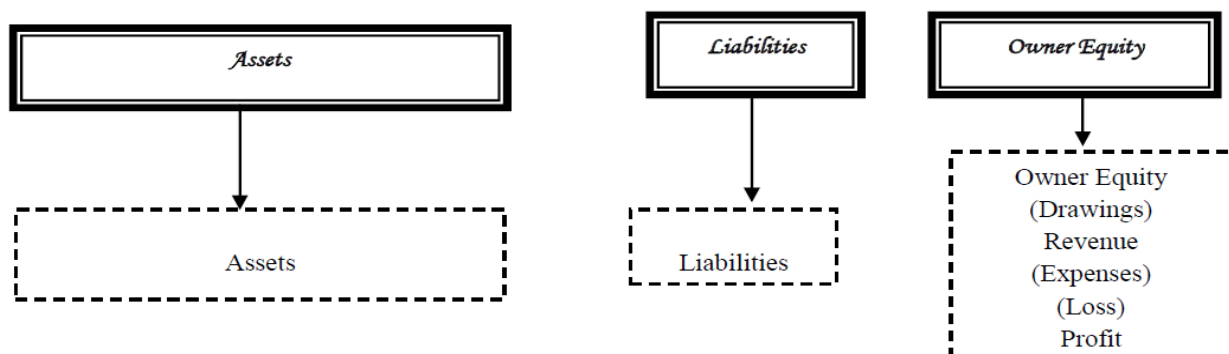 Assets
Liabilities
Owner Equity
Assets
Liabilities
Owner Equity
(Drawings)
Revenue
(Expenses)
(Loss)
Profit